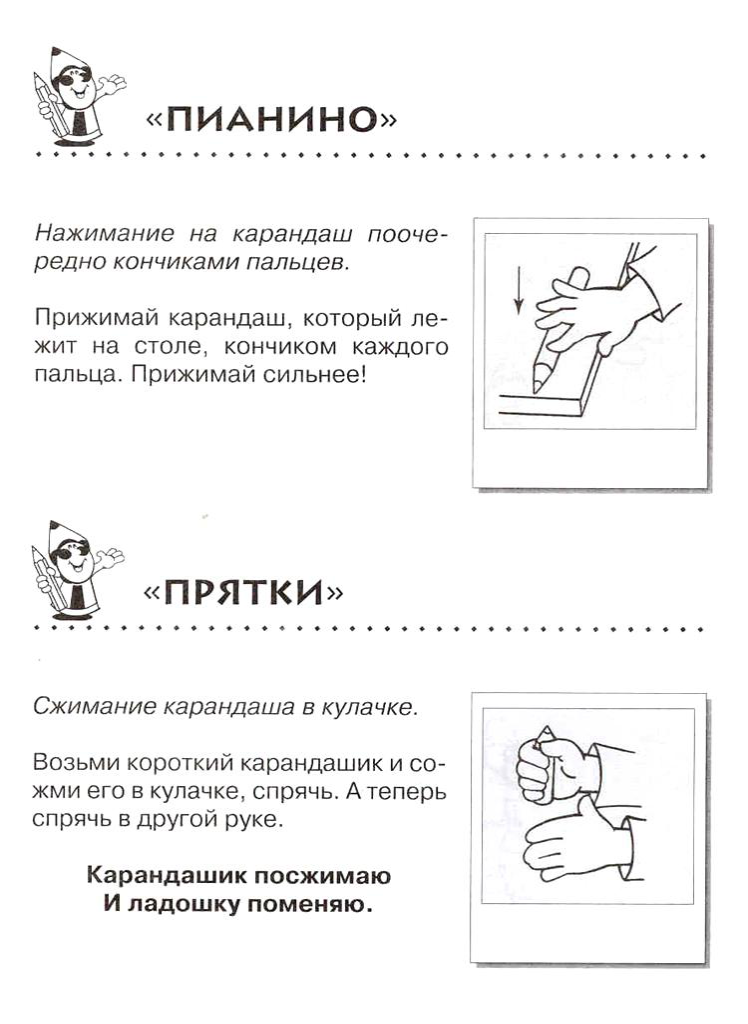 «ПИАНИНО»
Нажимание на карандаш пооче-
редно кончиками пальцев.
Прижимай карандаш, который ле-
жит на столе, кончиком каждого
пальца. Прижимай сильнее!
«ПРЯТКИ»
Сжимание карандаша в кулачке.
Возьми короткий карандашик и со-
жми его в кулачке, спрячь. А теперь
спрячь в другой руке.
Карандашик посжимаю
И ладошку поменяю.